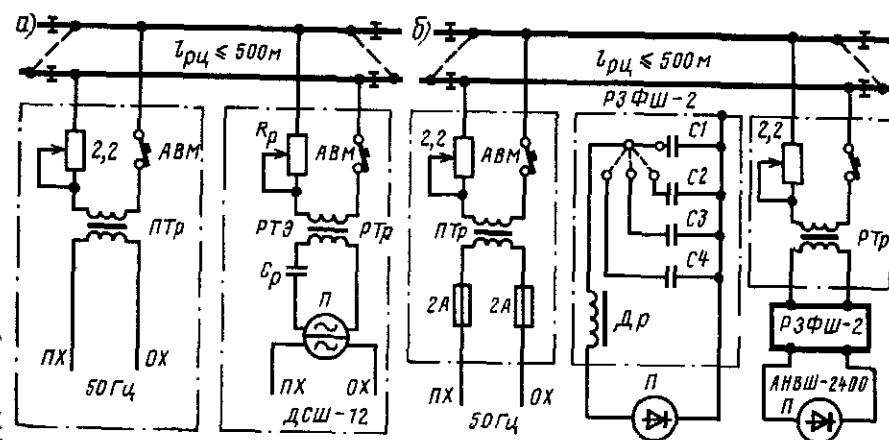 а)
lрц ≤ 500м
2,2
АВМ
ПТр
ПХ
ОХ
50Гц
Rр
АВМ
РТЭ
РТр
Cр
П
ПХ
ОХ
ДСШ-12
б)
lрц ≤ 500м
2,2
АВМ
ПТр
2А
2А
ПХ
ОХ
50Гц
РЗФШ-2
С1
С2
С3
С4
Др
П
2,2
РТр
РЗФШ-2
АНВШ-2400
П